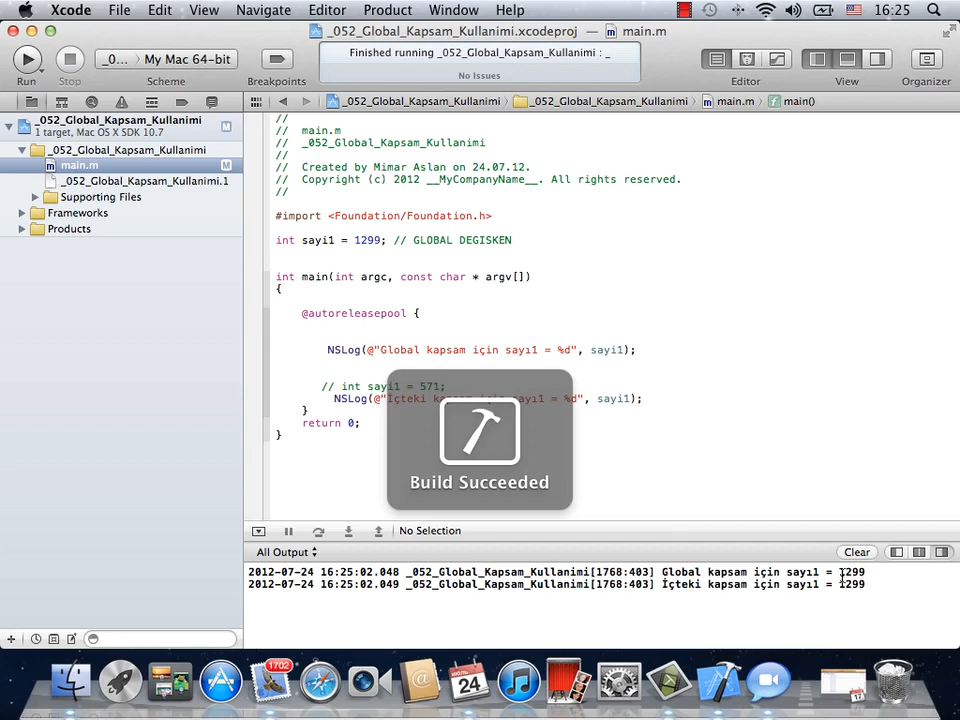 Xcode File Edit View Navigate Editor Product Window Help 16:25
_052_Global_Kapsam_Kullanimi.xcodeproj — main.m
_0... My Mac 64-bit
Finished running _052_Global_Kapsam_Kullanimi : _
No Issues
Run Stop Scheme Breakpoints Editor View Organizer
_052_Global_Kapsam_Kullanimi
1 target, Mac OS X SDK 10.7
M
_052_Global_Kapsam_Kullanimi
main.m
M
_052_Global_Kapsam_Kullanimi.1
Supporting Files
Frameworks
Products
_052_Global_Kapsam_Kullanimi _052_Global_Kapsam_Kullanimi main.m main()
//
// main.m
// _052_Global_Kapsam_Kullanimi
//
// Created by Mimar Aslan on 24.07.12.
// Copyright (c) 2012 __MyCompanyName__. All rights reserved.
//
#import <Foundation/Foundation.h>
int sayi1 = 1299; // GLOBAL DEGISKEN
int main(int argc, const char * argv[])
{
@autoreleasepool {
NSLog(@"Global kapsam için sayı1 = %d", sayi1);
// int sayi1 = 571;
NSLog(@"İçteki kapsam için sayı1 = %d", sayi1);
}
return 0;
}
Build Succeeded
No Selection
All Output
Clear
2012-07-24 16:25:02.048 _052_Global_Kapsam_Kullanimi[1768:403] Global kapsam için sayı1 = 1299
2012-07-24 16:25:02.049 _052_Global_Kapsam_Kullanimi[1768:403] İçteki kapsam için sayı1 = 1299
1702
24
17